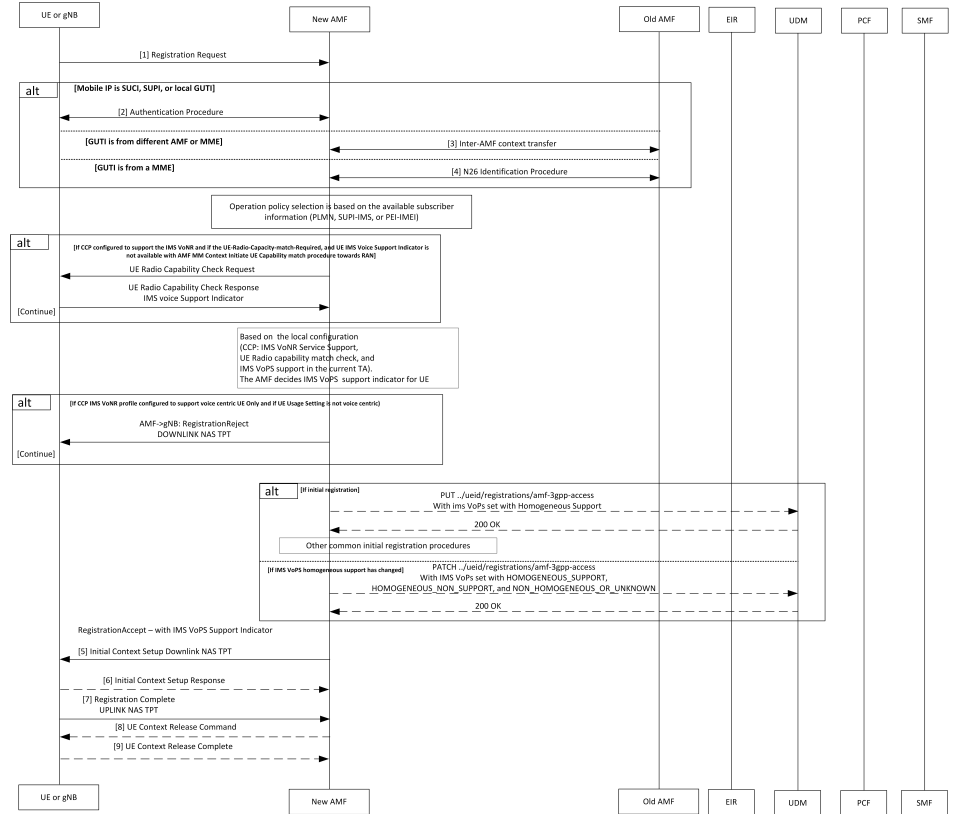 UE or gNB
New AMF
Old AMF
EIR
UDM
PCF
SMF
[1] Registration Request
alt
[Mobile IP is SUCI, SUPI, or local GUTI]
[2] Authentication Procedure
[GUTI is from different AMF or MME]
[3] Inter-AMF context transfer
[GUTI is from a MME]
[4] N26 Identification Procedure
Operation policy selection is based on the available subscriber
information (PLMN, SUPI-IMS, or PEI-IMEI)
alt
[If CCP configured to support the IMS VoNR and if the UE-Radio-Capacity-match-Required, and UE IMS Voice Support Indicator is
not available with AMF MM Context Initiate UE Capability match procedure towards RAN]
UE Radio Capability Check Request
UE Radio Capability Check Response
IMS voice Support Indicator
[Continue]
Based on the local configuration
(CCP: IMS VoNR Service Support,
UE Radio capability match check, and
IMS VoPS support in the current TA).
The AMF decides IMS VoPS support indicator for UE
alt
[If CCP IMS VoNR profile configured to support voice centric UE Only and if UE Usage Setting is not voice centric)
AMF->gNB: RegistrationReject
DOWNLINK NAS TPT
[Continue]
alt
[If initial registration]
PUT ../ueid/registrations/amf-3gpp-access
With ims VoPs set with Homogeneous Support
200 OK
Other common initial registration procedures
[If IMS VoPS homogeneous support has changed]
PATCH ../ueid/registrations/amf-3gpp-access
With IMS VoPs set with HOMOGENEOUS_SUPPORT,
HOMOGENEOUS_NON_SUPPORT, and NON_HOMOGENEOUS_OR_UNKNOWN
200 OK
RegistrationAccept – with IMS VoPS Support Indicator
[5] Initial Context Setup Downlink NAS TPT
[6] Initial Context Setup Response
[7] Registration Complete
UPLINK NAS TPT
[8] UE Context Release Command
[9] UE Context Release Complete
UE or gNB
New AMF
Old AMF
EIR
UDM
PCF
SMF